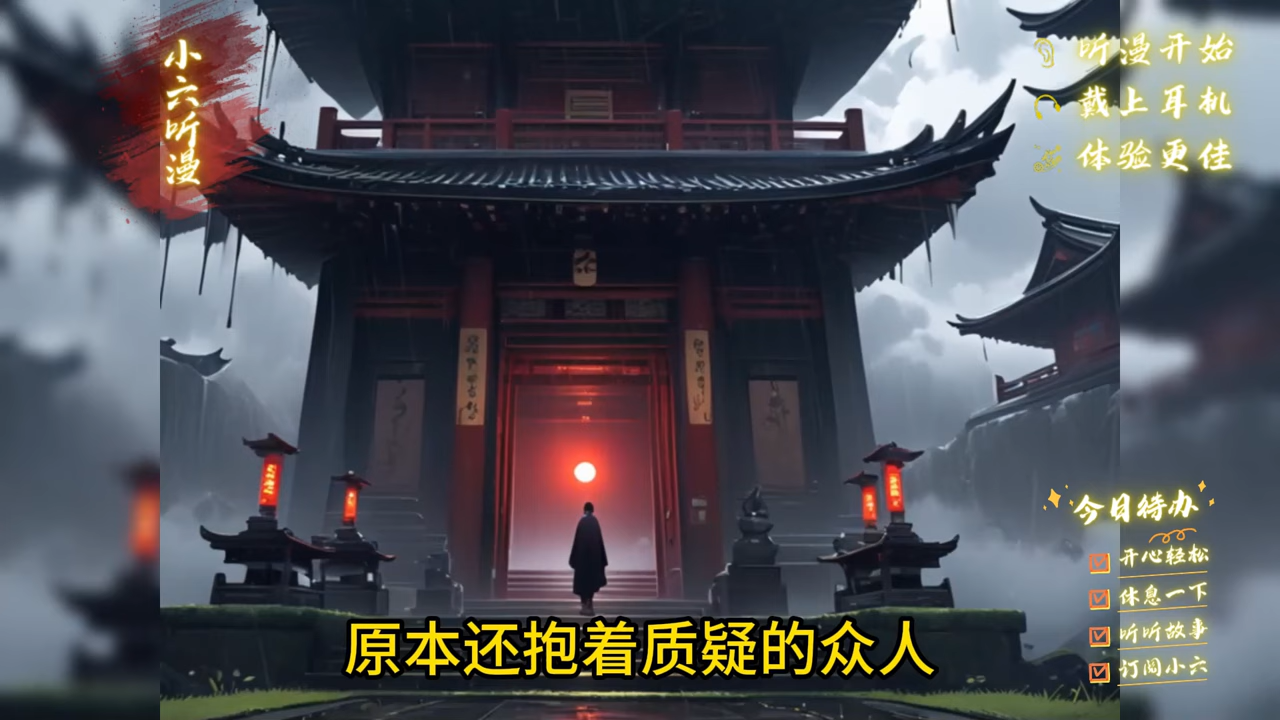 小六听漫
听漫开始
戴上耳机
体验更佳
今日待办
开心轻松
休息一下
听听故事
订阅小六
原本还抱着质疑的众人